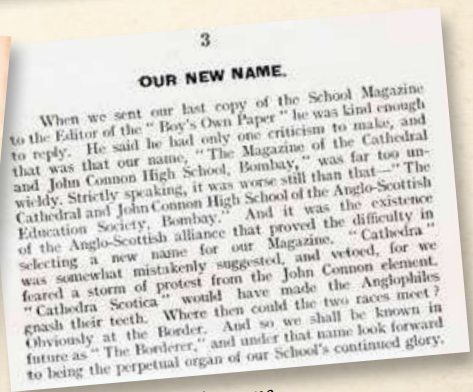 3
OUR NEW NAME.
When we sent our last copy of the School Magazine
to the Editor of the “ Boy's Own Paper ” he was kind enough
to reply. He said he had only one criticism to make, and
that was that our name, “ The Magazine of the Cathedral
and John Connon High School, Bombay,” was far too un-
wieldy. Strictly speaking, it was worse still than that—“ The
Cathedral and John Connon High School of the Anglo-Scottish
Education Society, Bombay.” And it was the existence
of the Anglo-Scottish alliance that proved the difficulty in
selecting a new name for our Magazine. “ Cathedra ”
was somewhat mistakenly suggested, and vetoed, for we
feared a storm of protest from the John Connon element.
“ Cathedra Scotica ” would have made the Anglophiles
gnash their teeth. Where then could the two races meet ?
Obviously at the Border. And so we shall be known in
future as “ The Borderer,” and under that name look forward
to being the perpetual organ of our School's continued glory.